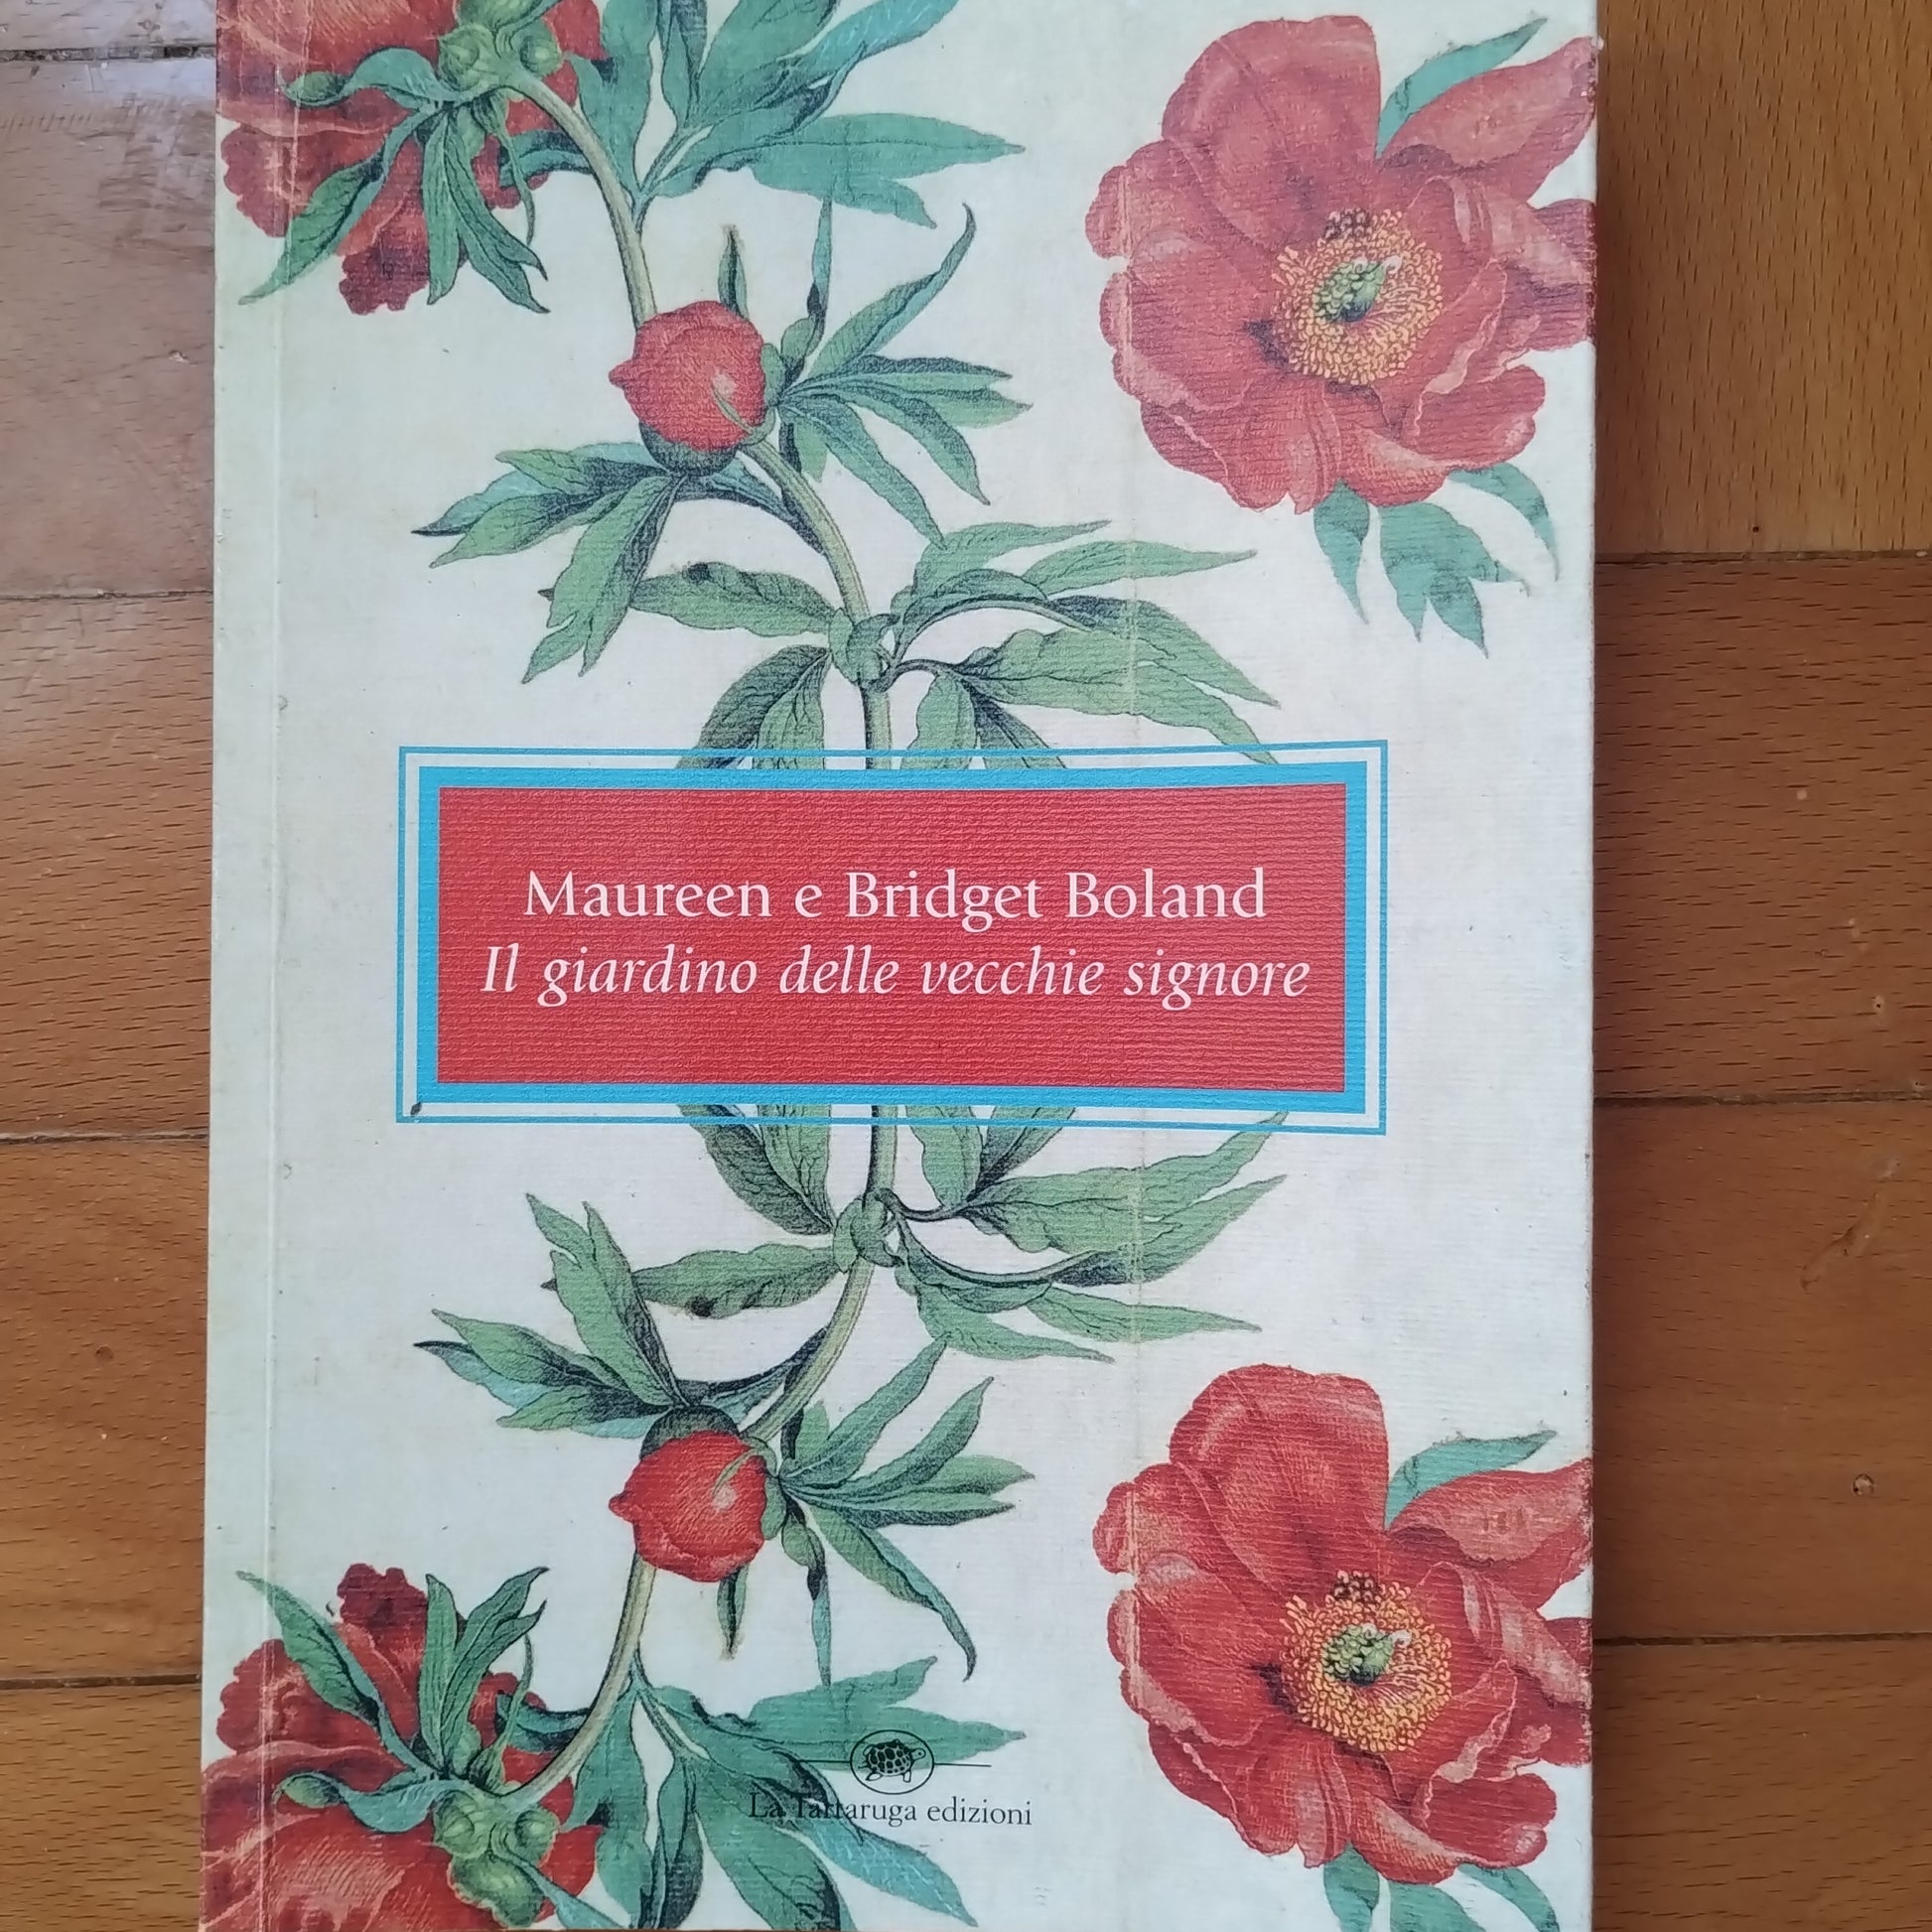 Maureen e Bridget Boland
Il giardino delle vecchie signore
La Tartaruga edizioni